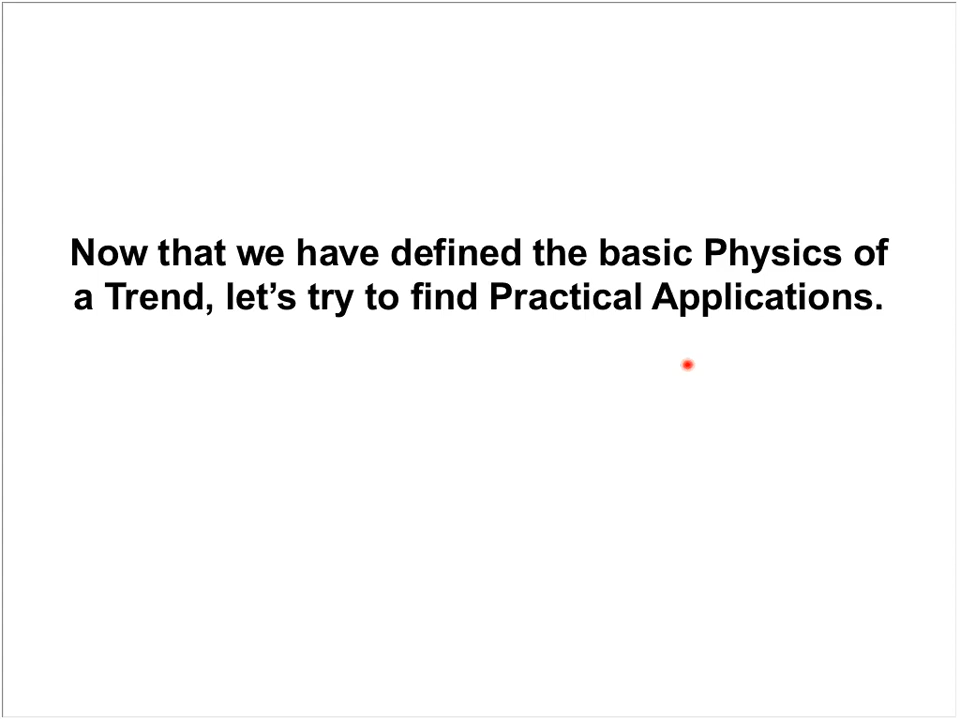 Now that we have defined the basic Physics of
a Trend, let’s try to find Practical Applications.